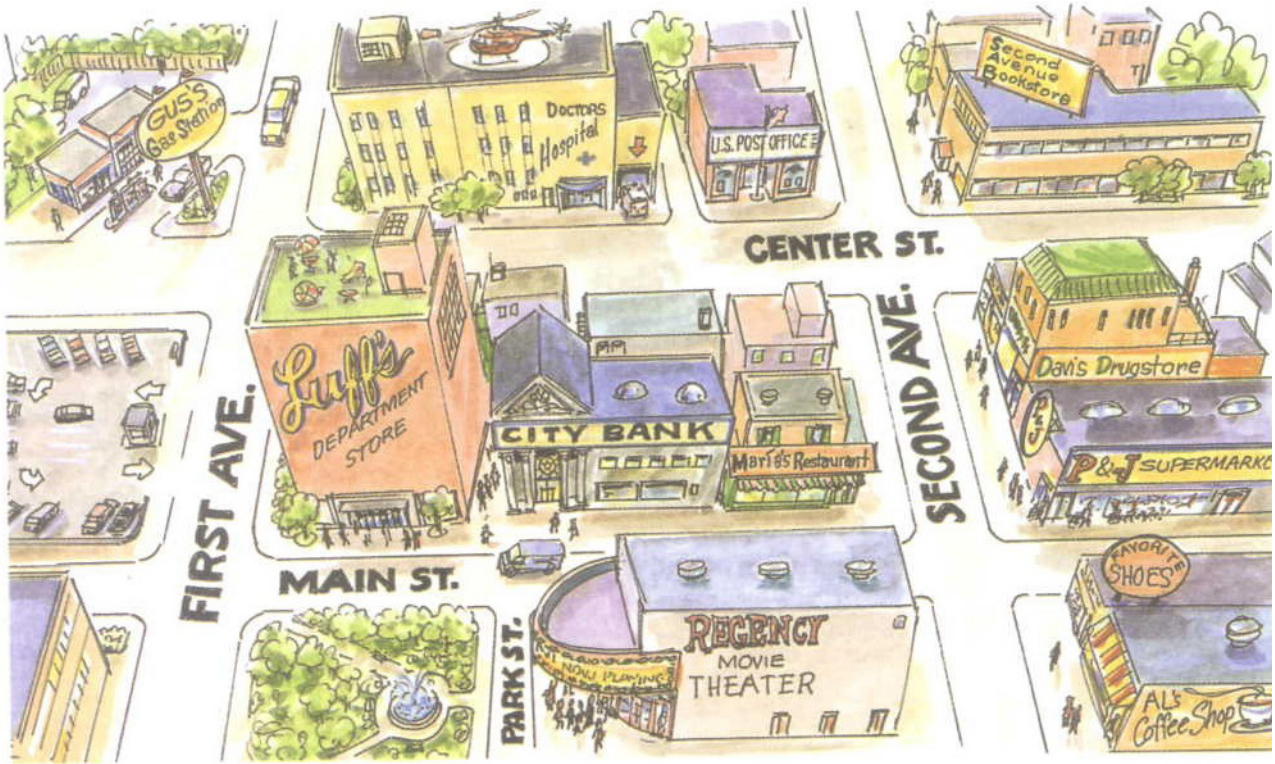 GUS'S
Gas Station
DOCTORS
Hospital
U.S. POST OFFICE
Second
Avenue
Bookstore
CENTER ST.
Luff's
DEPARTMENT
STORE
FIRST AVE.
CITY BANK
Maria's Restaurant
SECOND AVE.
Davis Drugstore
P&J
P&J SUPERMARKE
MAIN ST.
PARK ST.
NOW PLAYING
REGENCY
MOVIE
THEATER
FAVORITE
SHOES
AL's
Coffee Shop